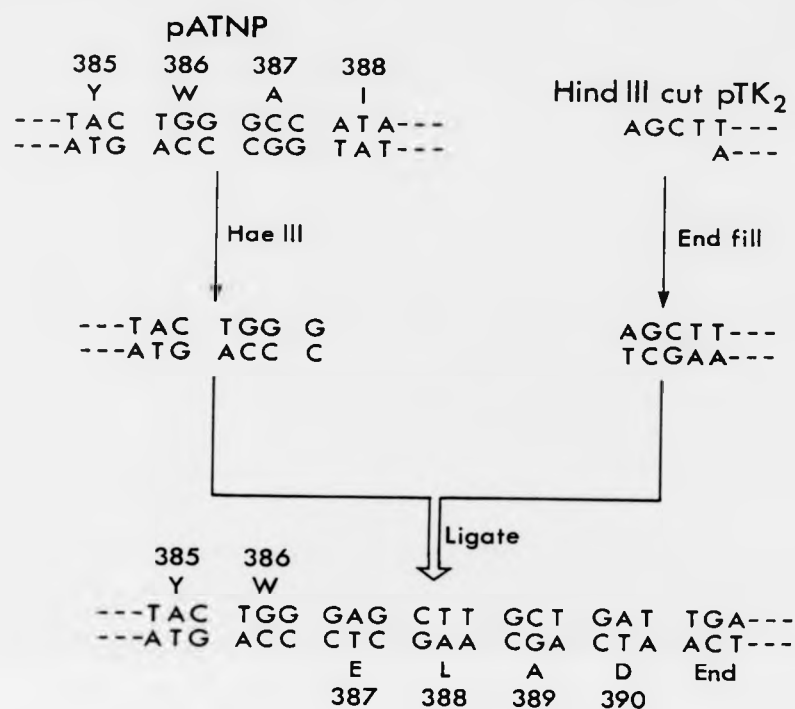 pATNP
385 386 387 388
Y W A I
---TAC TGG GCC ATA---
---ATG ACC CGG TAT---
Hind III cut pTK2
AGCTT---
A---
Hae III
End fill
---TAC TGG G
---ATG ACC C
AGCTT---
TCGAA---
Ligate
385 386
Y W
---TAC TGG GAG CTT GCT GAT TGA---
---ATG ACC CTC GAA CGA CTA ACT---
E L A D End
387 388 389 390